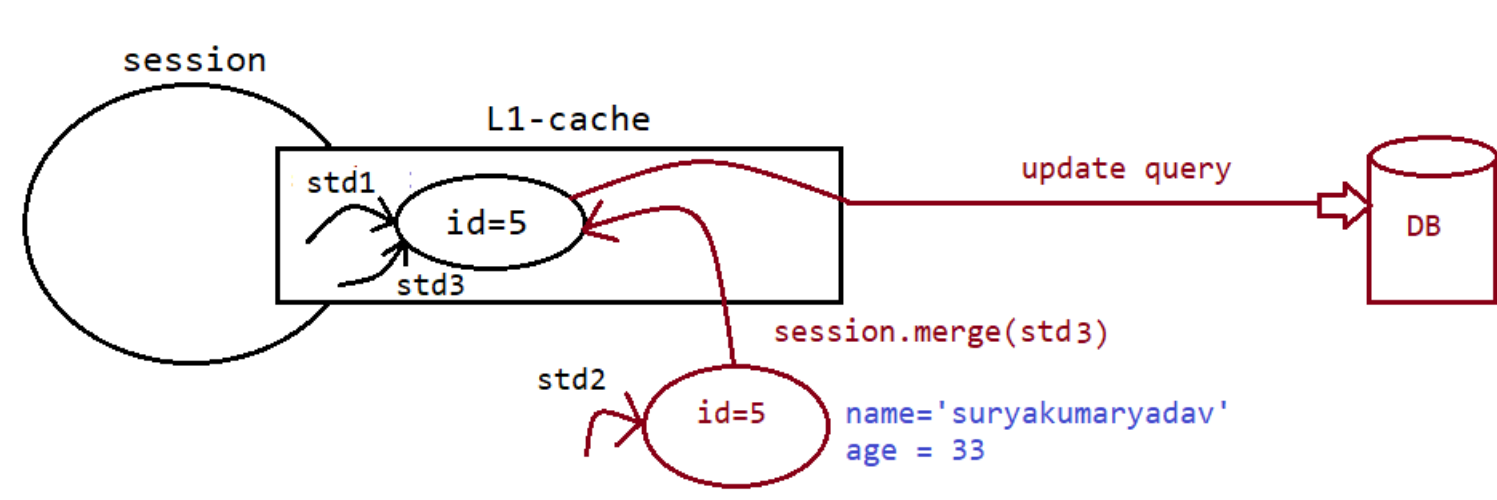 session
L1-cache
std1
id=5
std3
update query
DB
session.merge(std3)
std2
id=5
name='suryakumaryadav'
age = 33